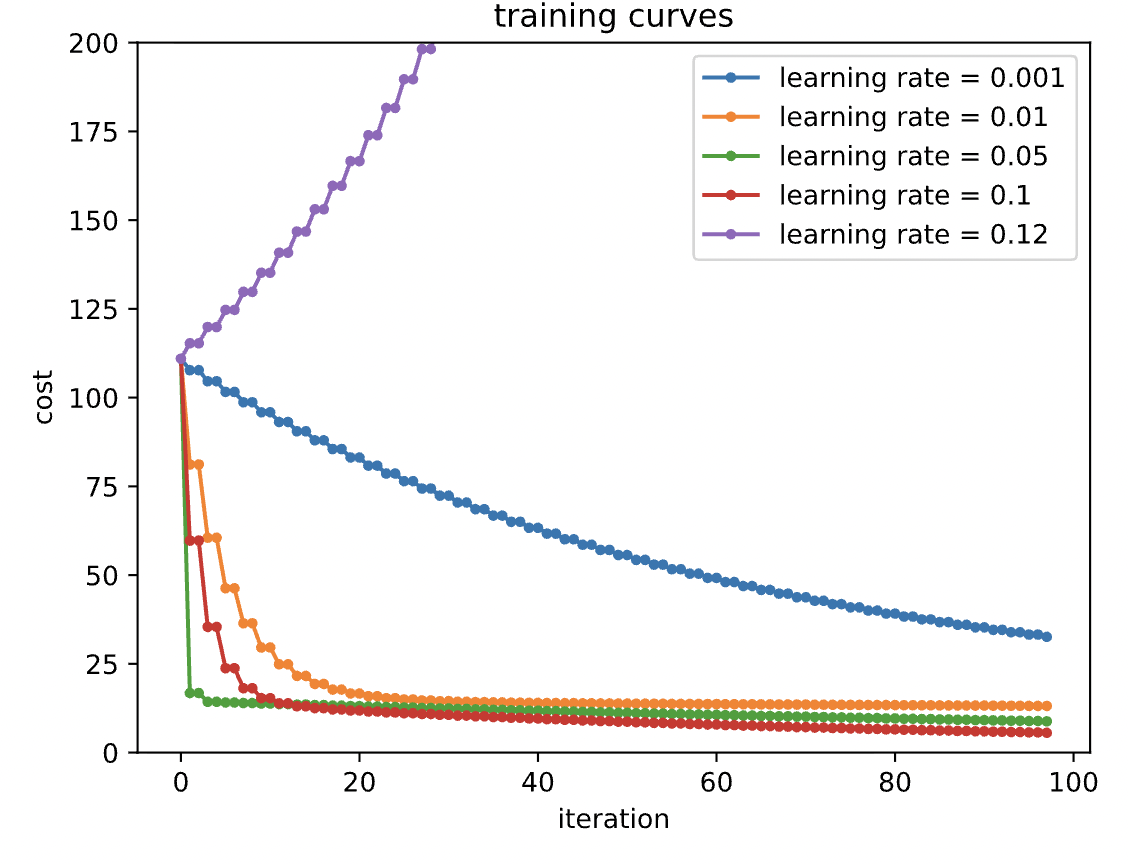 training curves
200
175
150
125
100
75
50
25
0
cost
learning rate = 0.001
learning rate = 0.01
learning rate = 0.05
learning rate = 0.1
learning rate = 0.12
0 20 40 60 80 100
iteration